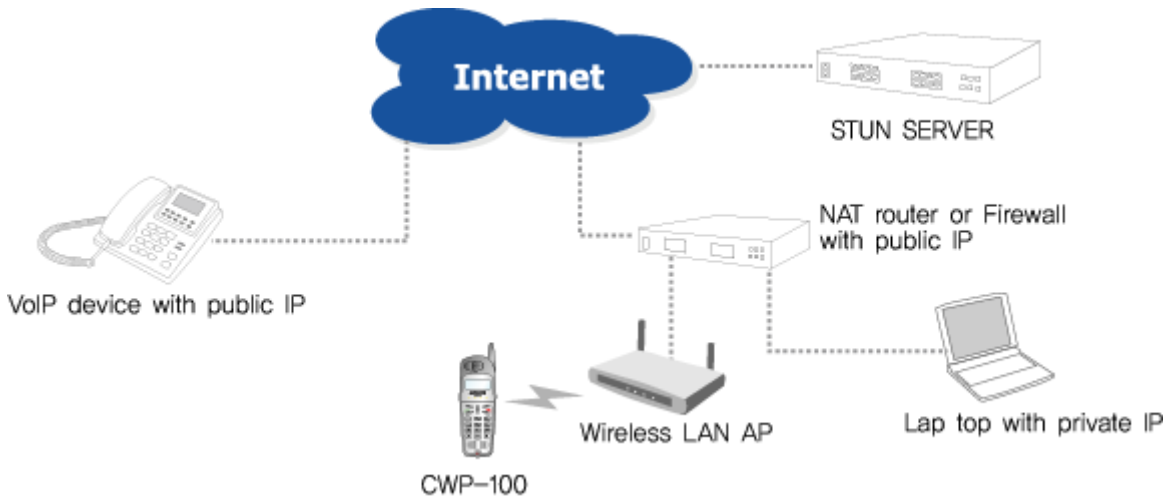 Internet
STUN SERVER
NAT router or Firewall
with public IP
VoIP device with public IP
Wireless LAN AP
Lap top with private IP
CWP-100